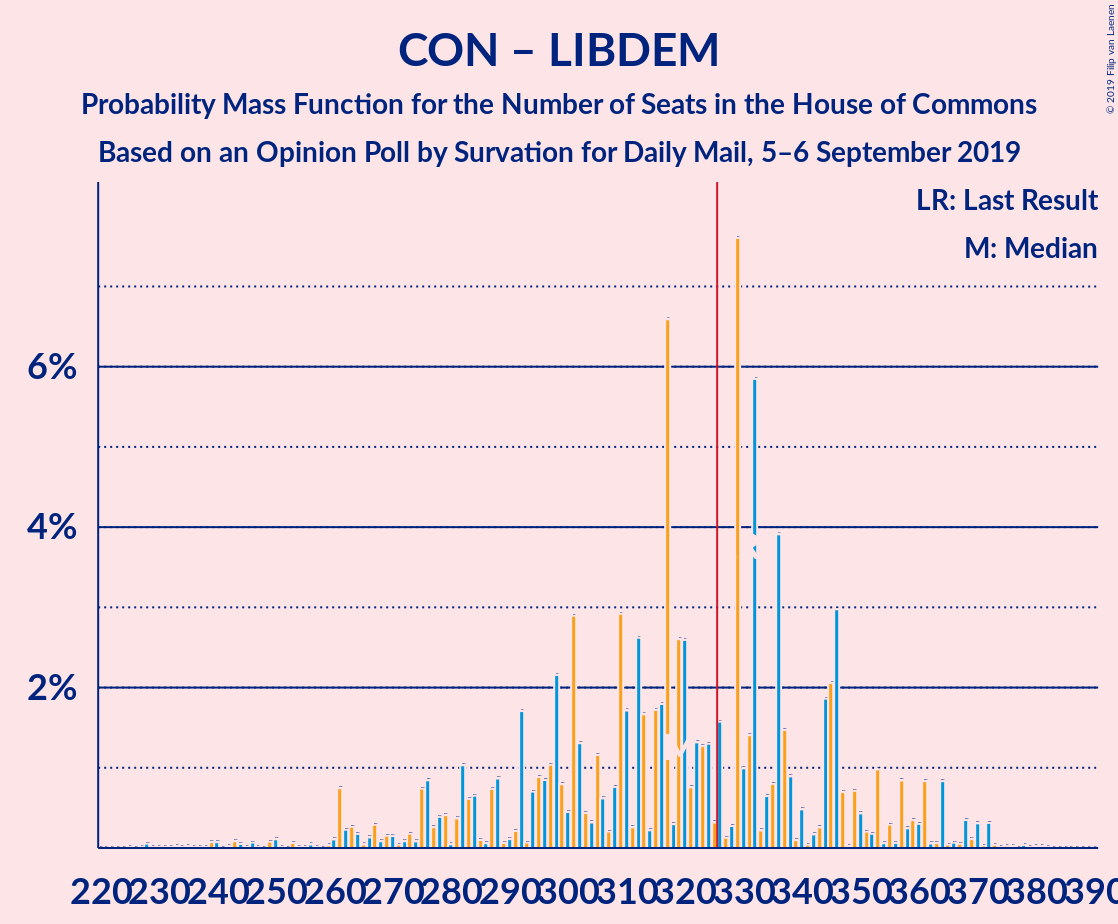 CON – LIBDEM
Probability Mass Function for the Number of Seats in the House of Commons
Based on an Opinion Poll by Survation for Daily Mail, 5–6 September 2019
© 2019 Filip van Laenen
LR: Last Result
M: Median
6%
4%
2%
220 230 240 250 260 270 280 290 300 310 320 330 340 350 360 370 380 390